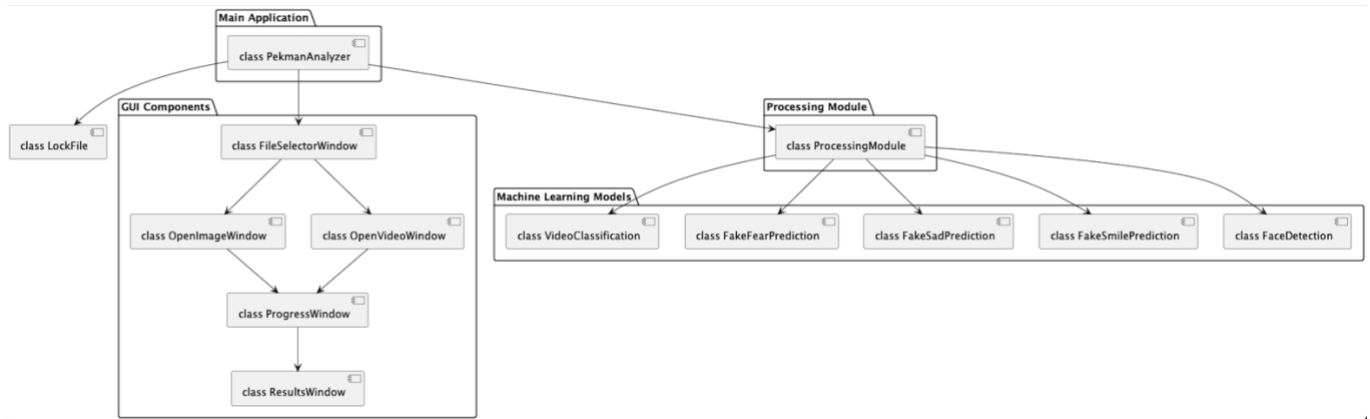 Main Application
class PekmanAnalyzer
GUI Components
Processing Module
class LockFile
class FileSelectorWindow
class ProcessingModule
Machine Learning Models
class OpenImageWindow
class OpenVideoWindow
class VideoClassification
class FakeFearPrediction
class FakeSadPrediction
class FakeSmilePrediction
class FaceDetection
class ProgressWindow
class ResultsWindow